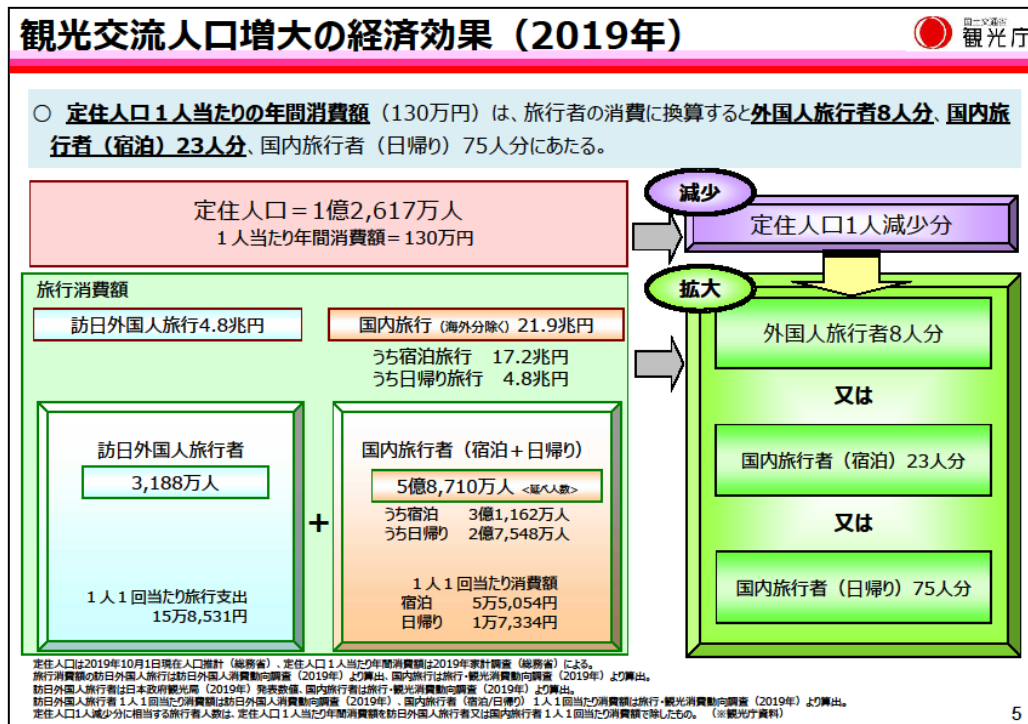 観光交流人口増大の経済効果（2019年）
国土交通省
観光庁
○ 定住人口１人当たりの年間消費額（130万円）は、旅行者の消費に換算すると外国人旅行者8人分、国内旅
行者（宿泊）23人分、国内旅行者（日帰り）75人分にあたる。
定住人口＝1億2,617万人
１人当たり年間消費額＝130万円
減少
定住人口1人減少分
旅行消費額
訪日外国人旅行4.8兆円
国内旅行（海外分除く）21.9兆円
うち宿泊旅行 17.2兆円
うち日帰り旅行 4.8兆円
拡大
外国人旅行者8人分
又は
国内旅行者（宿泊）23人分
又は
国内旅行者（日帰り）75人分
訪日外国人旅行者
3,188万人
１人１回当たり旅行支出
15万8,531円
+
国内旅行者（宿泊＋日帰り）
5億8,710万人 <延べ人数>
うち宿泊 3億1,162万人
うち日帰り 2億7,548万人
１人１回当たり消費額
宿泊 5万5,054円
日帰り 1万7,334円
定住人口は2019年10月1日現在人口推計（総務省）、定住人口１人当たり年間消費額は2019年家計調査（総務省）による。
旅行消費額の訪日外国人旅行は訪日外国人消費動向調査（2019年）より算出、国内旅行は旅行・観光消費動向調査（2019年）より算出。
訪日外国人旅行者は日本政府観光局（2019年）発表数値、国内旅行者は旅行・観光消費動向調査（2019年）より算出。
訪日外国人旅行者１人１回当たり消費額は訪日外国人消費動向調査（2019年）、国内旅行者（宿泊/日帰り）１人１回当たり消費額は旅行・観光消費動向調査（2019年）より算出。
定住人口1人減少分に相当する旅行者人数は、定住人口１人当たり年間消費額を訪日外国人旅行者又は国内旅行者１人１回当たり消費額で除したもの。（※観光庁資料）
5